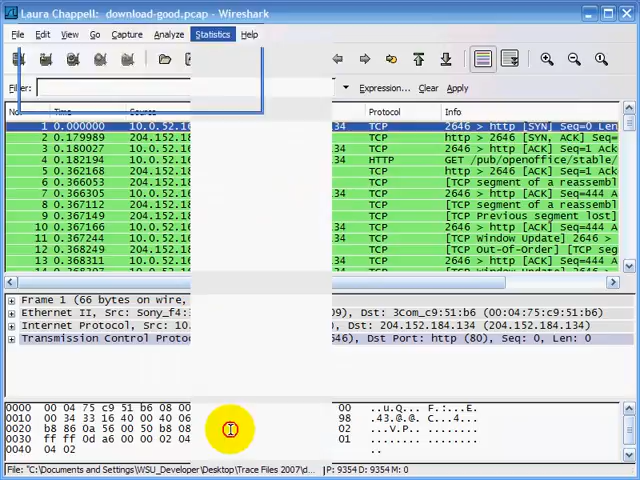 Laura Chappell: download-good.pcap - Wireshark
File Edit View Go Capture Analyze Statistics Help
Filter: Expression... Clear Apply
No. Time Source Protocol Info
1 0.000000 10.0.52.16 34 TCP 2646 > http [SYN] Seq=0 Len
2 0.179989 204.152.18 TCP http > 2646 [SYN, ACK] Seq=
3 0.180027 10.0.52.16 34 TCP 2646 > http [ACK] Seq=1 Ack
4 0.182194 10.0.52.16 34 HTTP GET /pub/openoffice/stable/
5 0.362168 204.152.18 TCP http > 2646 [ACK] Seq=1 Ack
6 0.366053 204.152.18 TCP [TCP segment of a reassembl
7 0.366305 10.0.52.16 34 TCP 2646 > http [ACK] Seq=444 A
8 0.367112 204.152.18 TCP [TCP segment of a reassembl
9 0.367149 204.152.18 TCP [TCP Previous segment lost]
10 0.367166 10.0.52.16 34 TCP 2646 > http [ACK] Seq=444 A
11 0.367244 10.0.52.16 34 TCP [TCP Window Update] 2646 >
12 0.368249 204.152.18 TCP [TCP Out-Of-Order] [TCP seg
13 0.368311 10.0.52.16 34 TCP 2646 > http [ACK] Seq=444 A
Frame 1 (66 bytes on wire,
Ethernet II, Src: Sony_f4:3 09), Dst: 3Com_c9:51:b6 (00:04:75:c9:51:b6)
Internet Protocol, Src: 10. Dst: 204.152.184.134 (204.152.184.134)
Transmission Control Proto 646), Dst Port: http (80), Seq: 0, Len: 0
0000 00 04 75 c9 51 b6 08 00 00 ..u.Q... F.:...E.
0010 00 34 33 16 40 00 40 06 98 .43.@.@. C...4...
0020 b8 86 0a 56 00 50 b8 08 02 ...V.P.. ........
0030 ff ff 0d a6 00 00 02 04 01 ........ ........
0040 04 02 ..
File: "C:\Documents and Settings\WSU_Developer\Desktop\Trace Files 2007\d... P: 9354 D: 9354 M: 0